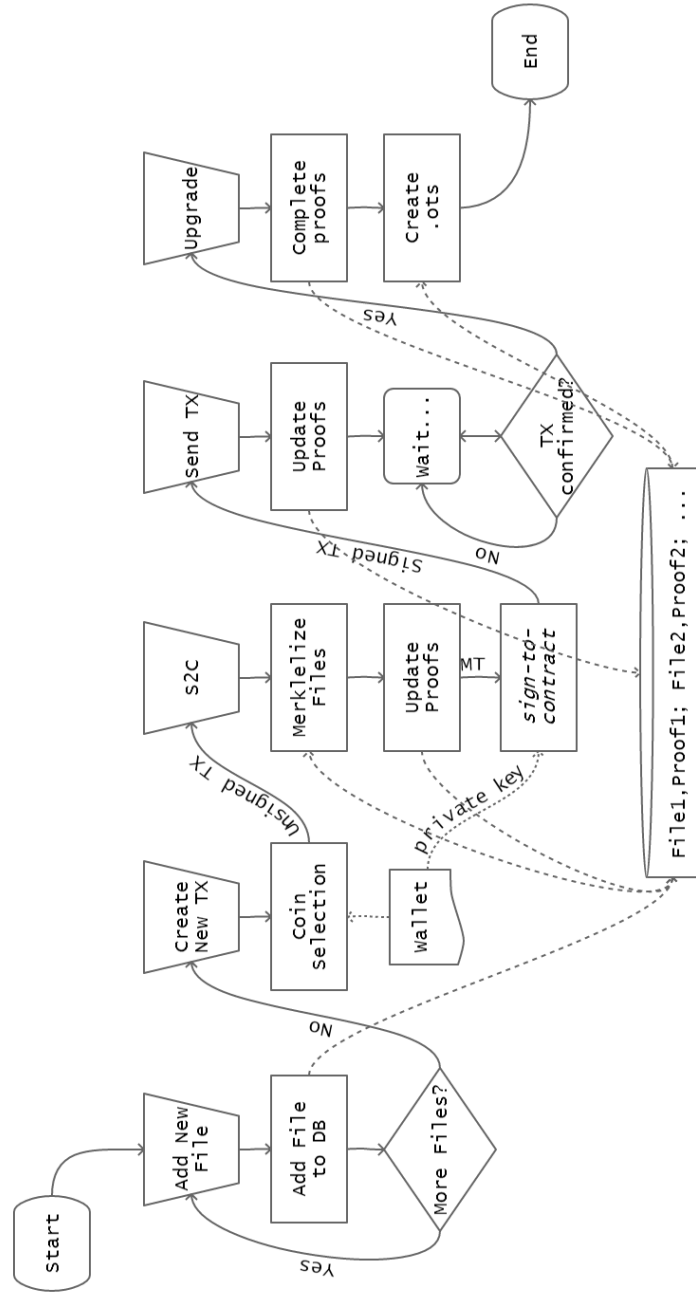 Start
Add New
File
Add File
to DB
More Files?
Yes
No
Create
New TX
Coin
Selection
Wallet
Unsigned TX
private key
S2C
Merklelize
Files
Update
Proofs
MT
sign-to-
contract
Signed TX
Send TX
Update
Proofs
Wait...
TX
confirmed?
No
Yes
Upgrade
Complete
proofs
Create
.ots
End
File1,Proof1; File2,Proof2; ...